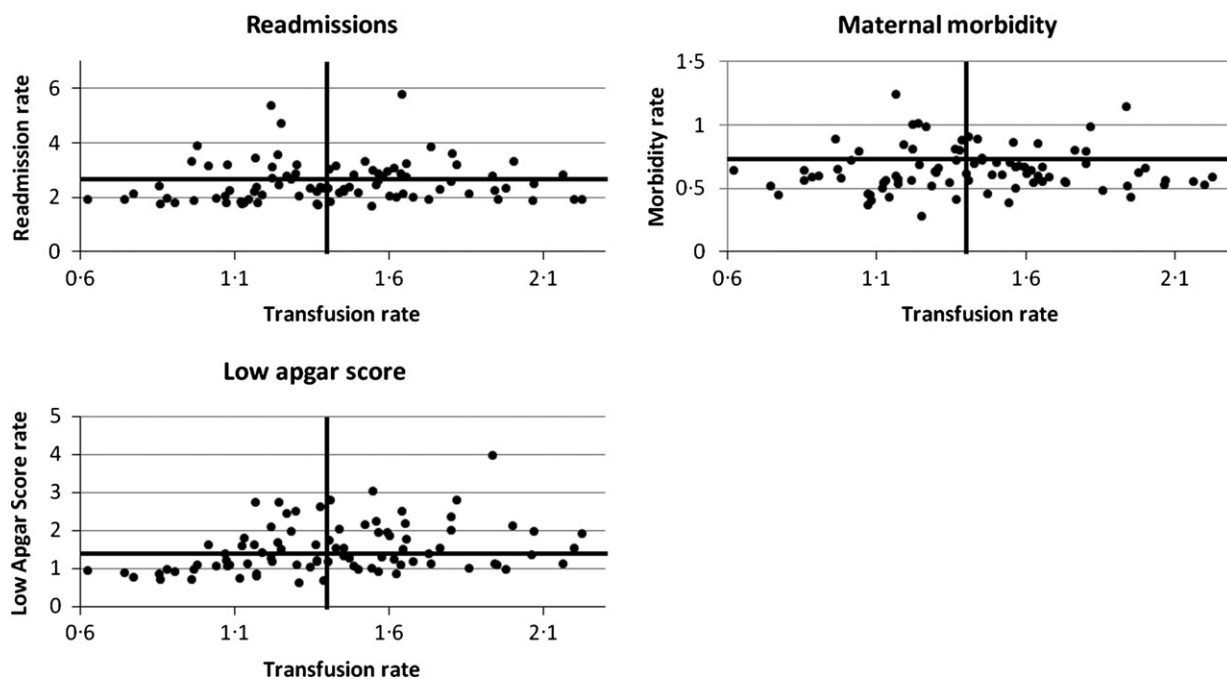 Readmissions
Readmission rate
6
4
2
0
0·6 1·1 1·6 2·1
Transfusion rate
Maternal morbidity
Morbidity rate
1·5
1
0·5
0
0·6 1·1 1·6 2·1
Transfusion rate
Low apgar score
Low Apgar Score rate
5
4
3
2
1
0
0·6 1·1 1·6 2·1
Transfusion rate